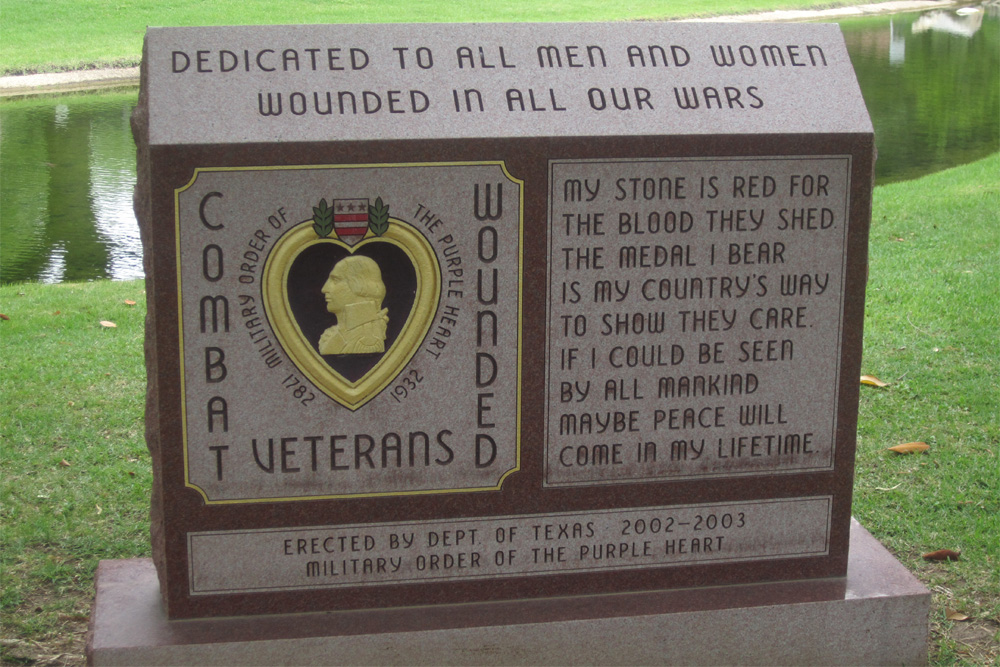 DEDICATED TO ALL MEN AND WOMEN
WOUNDED IN ALL OUR WARS
COMBAT
WOUNDED
VETERANS
MILITARY ORDER OF
THE PURPLE HEART
1782
1932
MY STONE IS RED FOR
THE BLOOD THEY SHED
THE MEDAL I BEAR
IS MY COUNTRY'S WAY
TO SHOW THEY CARE.
IF I COULD BE SEEN
BY ALL MANKIND
MAYBE PEACE WILL
COME IN MY LIFETIME.
ERECTED BY DEPT. OF TEXAS 2002-2003
MILITARY ORDER OF THE PURPLE HEART